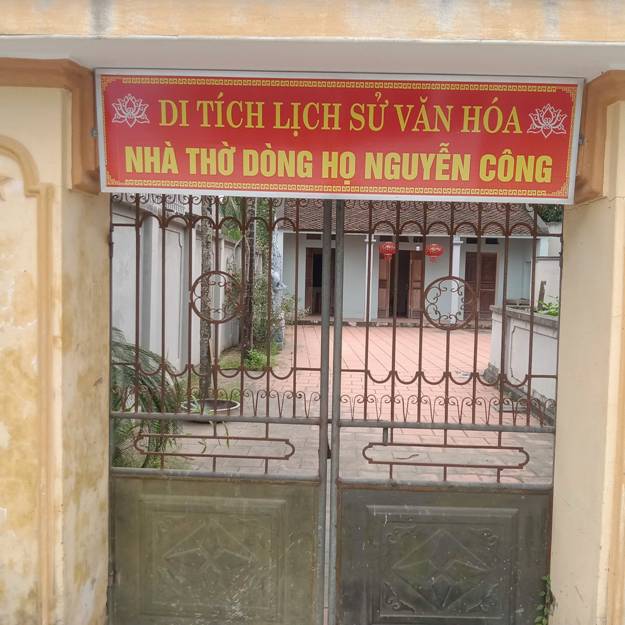 DI TÍCH LỊCH SỬ VĂN HÓA
NHÀ THỜ DÒNG HỌ NGUYỄN CÔNG